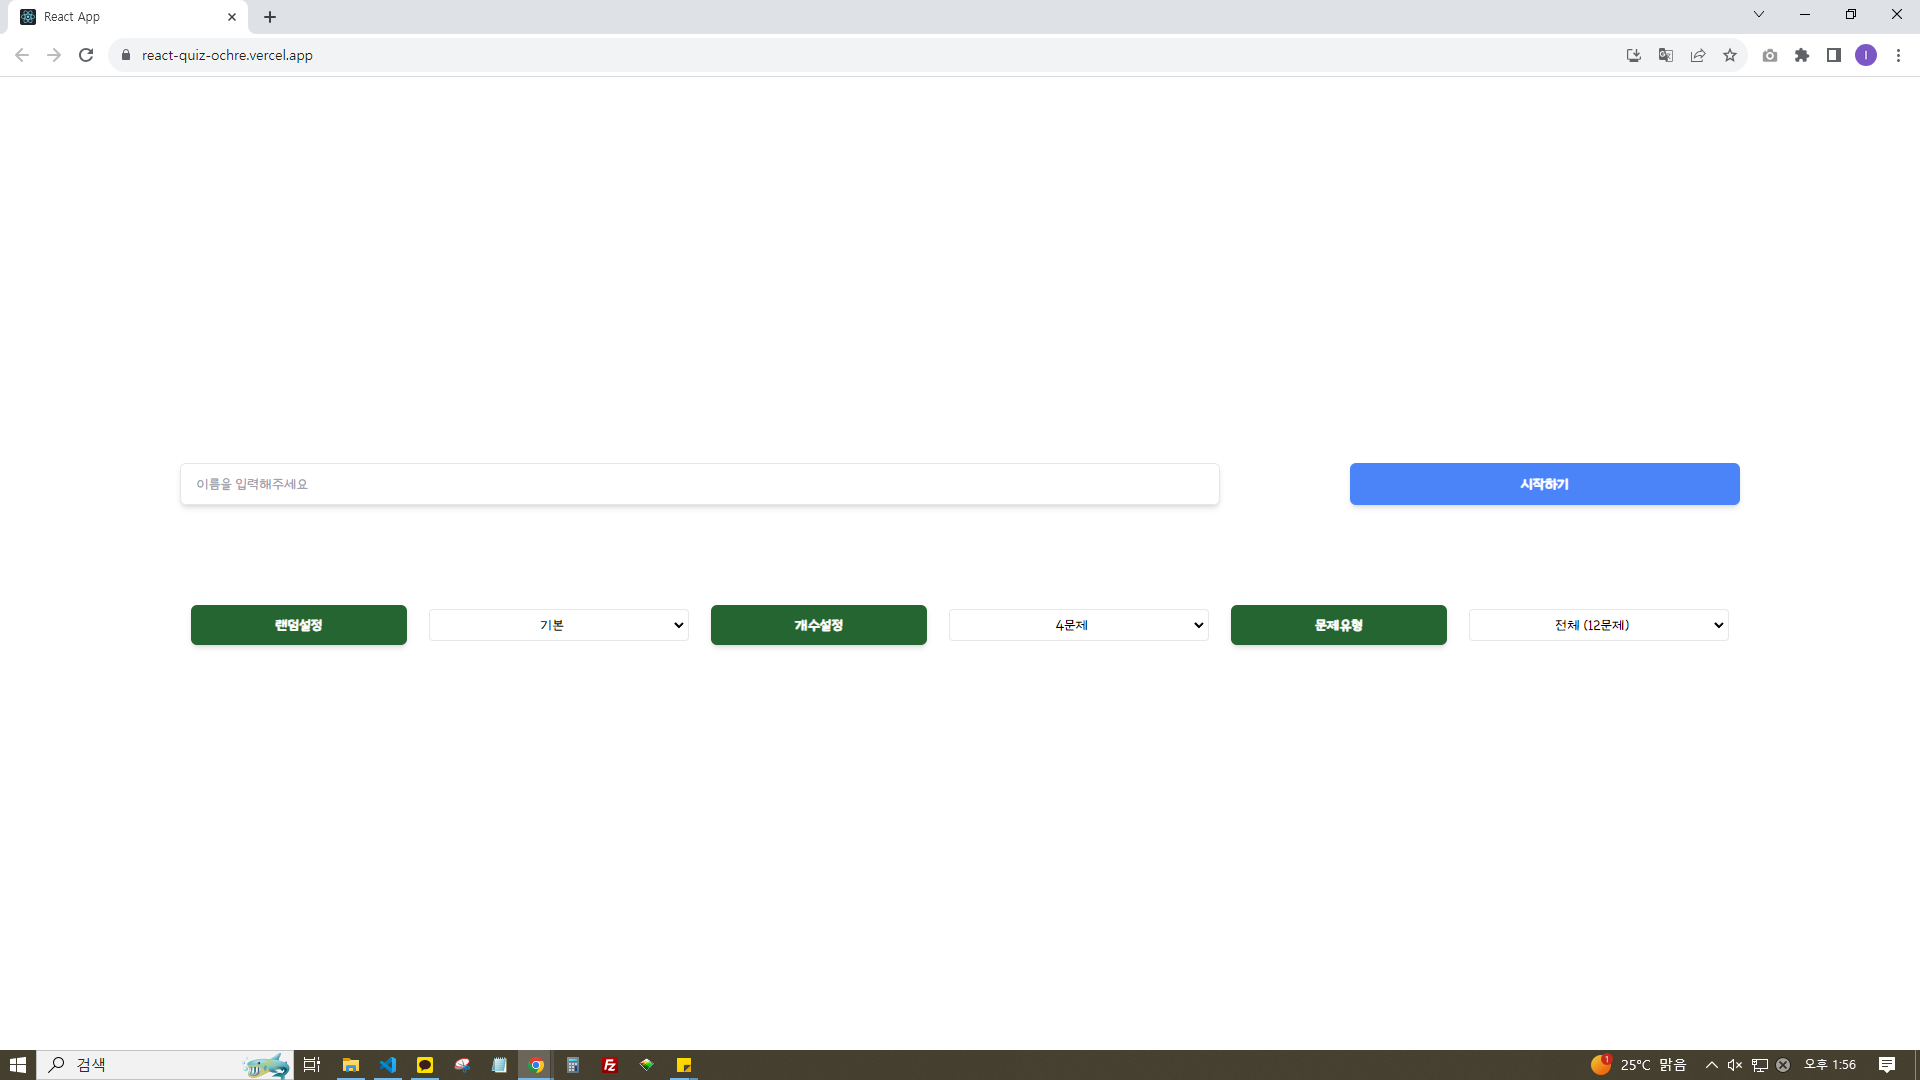 React App
react-quiz-ochre.vercel.app
I
이름을 입력해주세요
시작하기
랜덤설정
기본
개수설정
4문제
문제유형
전체 (12문제)
검색
1
25°C 맑음
오후 1:56